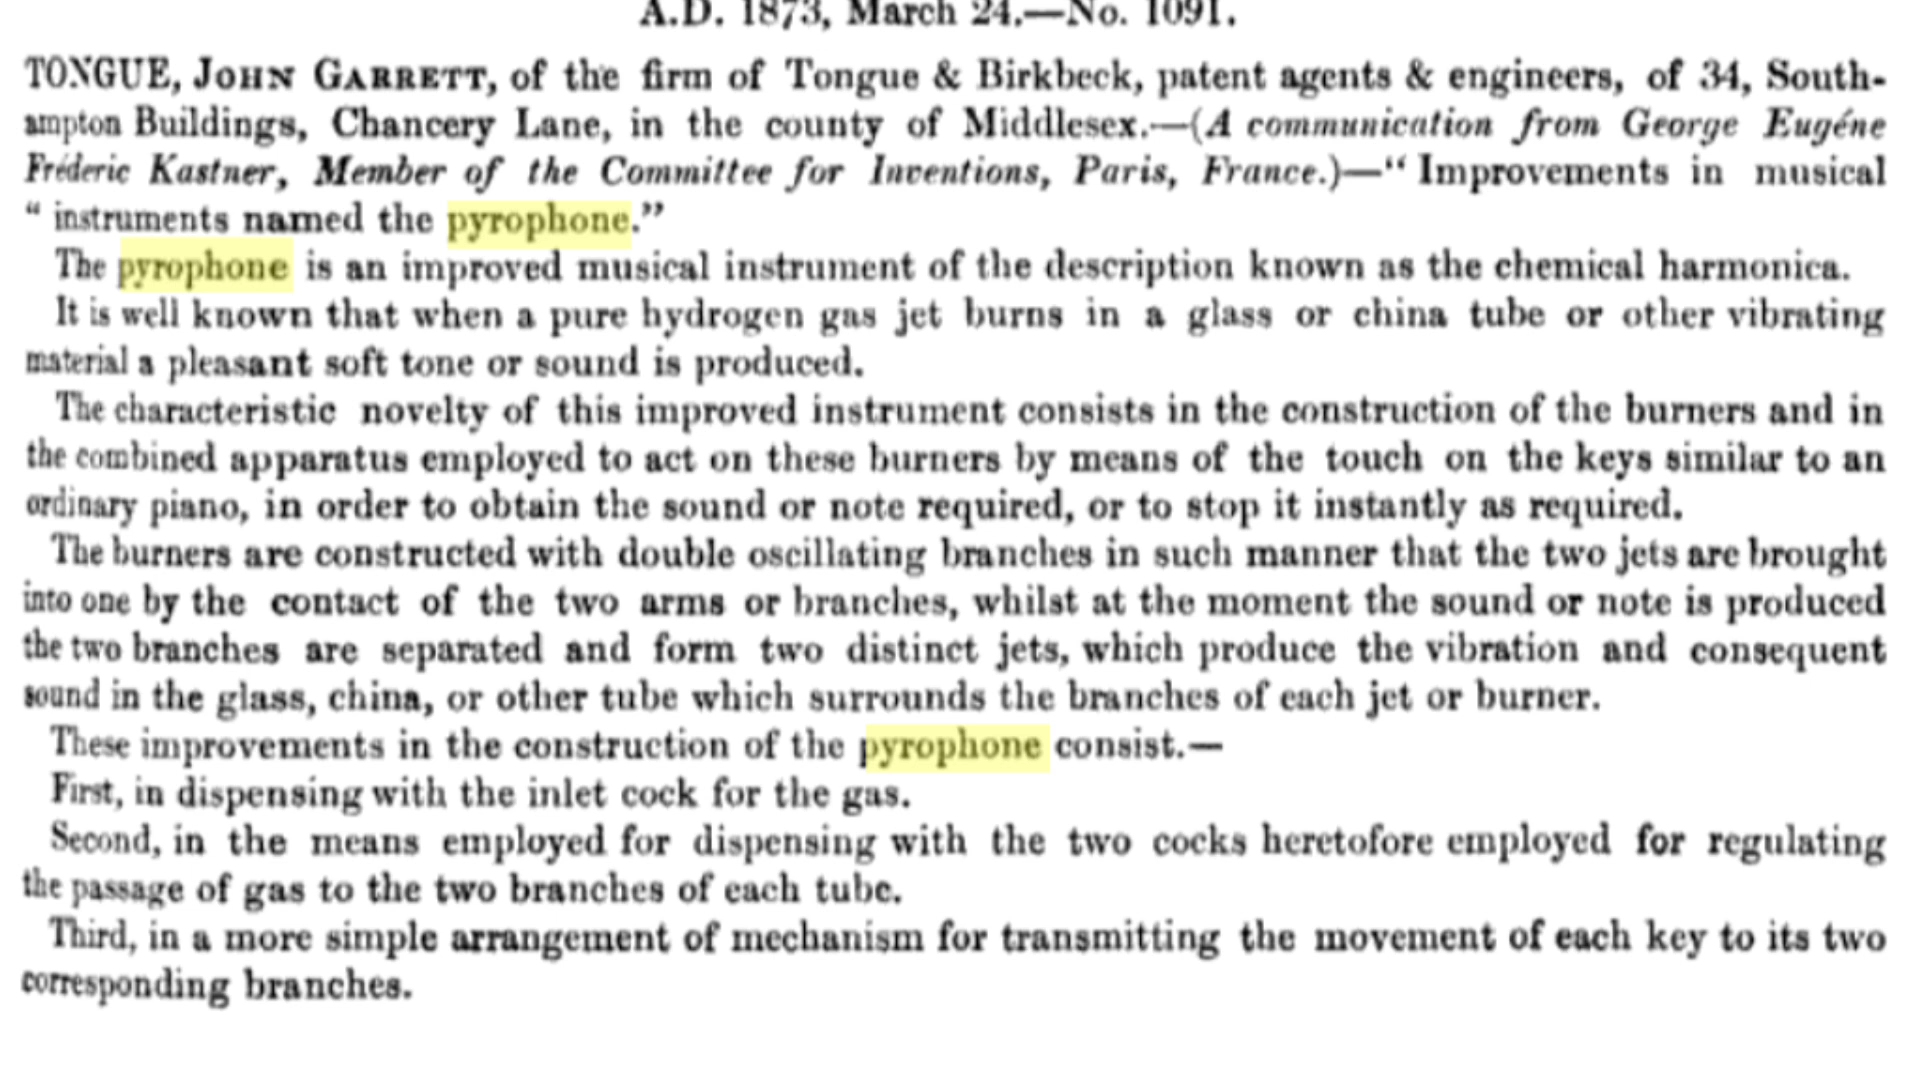 A.D. 1873, March 24.—No. 1091.
TONGUE, JOHN GARRETT, of the firm of Tongue & Birkbeck, patent agents & engineers, of 34, South-
ampton Buildings, Chancery Lane, in the county of Middlesex.—(A communication from George Eugéne
Fréderic Kastner, Member of the Committee for Inventions, Paris, France.)—“ Improvements in musical
“ instruments named the pyrophone.”
The pyrophone is an improved musical instrument of the description known as the chemical harmonica.
It is well known that when a pure hydrogen gas jet burns in a glass or china tube or other vibrating
material a pleasant soft tone or sound is produced.
The characteristic novelty of this improved instrument consists in the construction of the burners and in
the combined apparatus employed to act on these burners by means of the touch on the keys similar to an
ordinary piano, in order to obtain the sound or note required, or to stop it instantly as required.
The burners are constructed with double oscillating branches in such manner that the two jets are brought
into one by the contact of the two arms or branches, whilst at the moment the sound or note is produced
the two branches are separated and form two distinct jets, which produce the vibration and consequent
sound in the glass, china, or other tube which surrounds the branches of each jet or burner.
These improvements in the construction of the pyrophone consist.—
First, in dispensing with the inlet cock for the gas.
Second, in the means employed for dispensing with the two cocks heretofore employed for regulating
the passage of gas to the two branches of each tube.
Third, in a more simple arrangement of mechanism for transmitting the movement of each key to its two
corresponding branches.